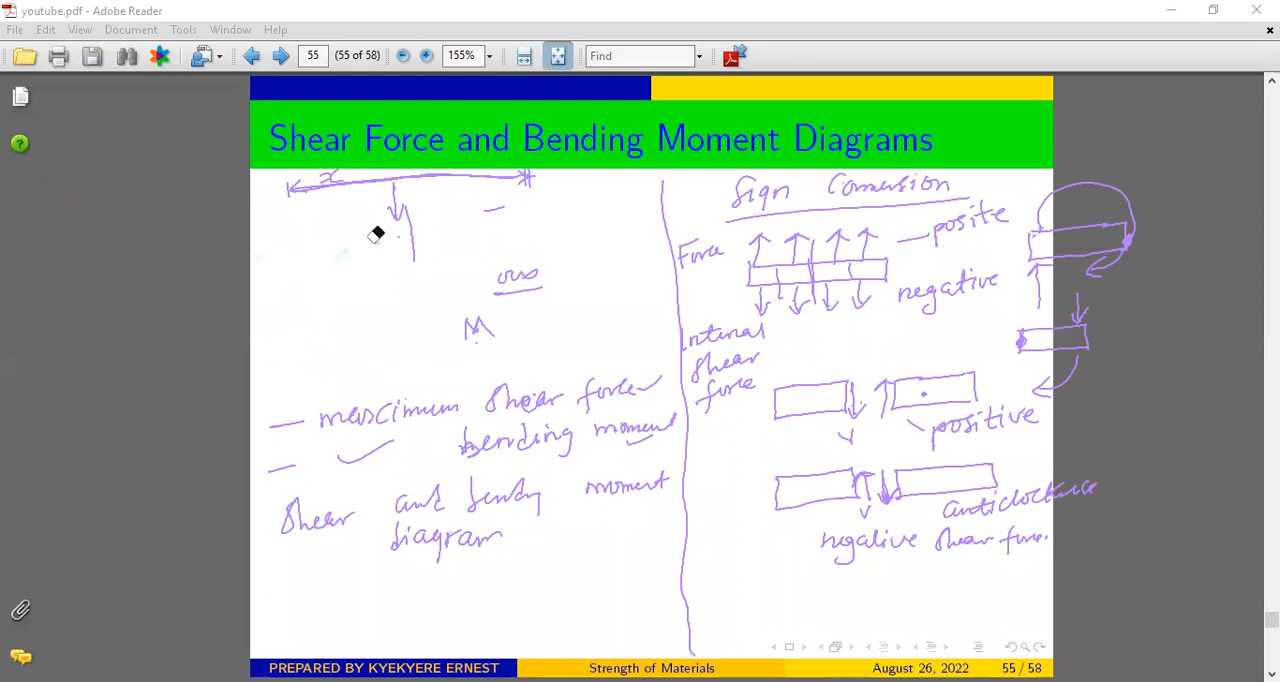 youtube.pdf - Adobe Reader
File Edit View Document Tools Window Help
55 (55 of 58) 155% Find
Shear Force and Bending Moment Diagrams
x
M
- maximum shear force
bending moment
-
shear and bendy moment
diagram
Sign Convension
Force
posite
negative
Internal
shear
force
V
positive
V
anticlockwise
negative shear force.
PREPARED BY KYEKYERE ERNEST Strength of Materials August 26, 2022 55 / 58